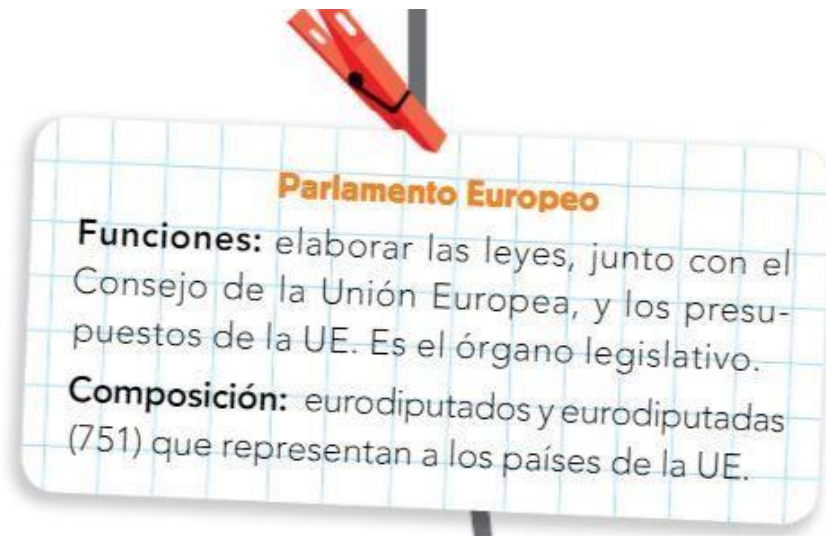 Parlamento Europeo
Funciones: elaborar las leyes, junto con el
Consejo de la Unión Europea, y los presu-
puestos de la UE. Es el órgano legislativo.
Composición: eurodiputados y eurodiputadas
(751) que representan a los países de la UE.